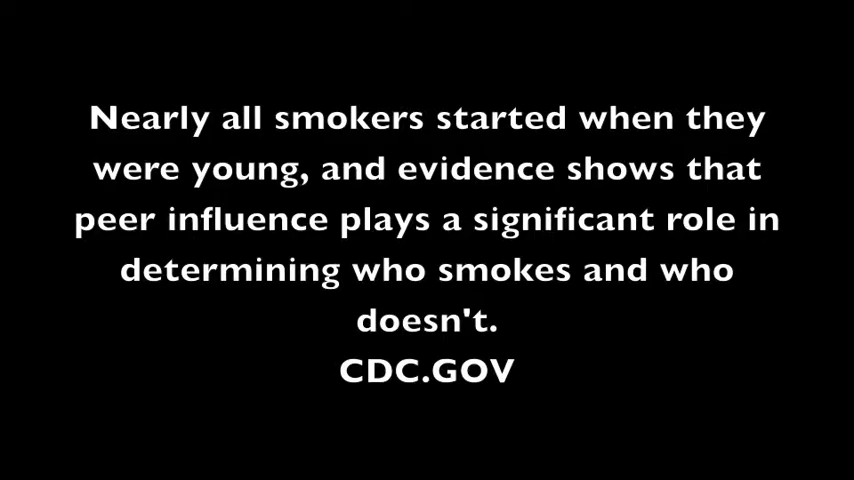 Nearly all smokers started when they
were young, and evidence shows that
peer influence plays a significant role in
determining who smokes and who
doesn't.
CDC.GOV